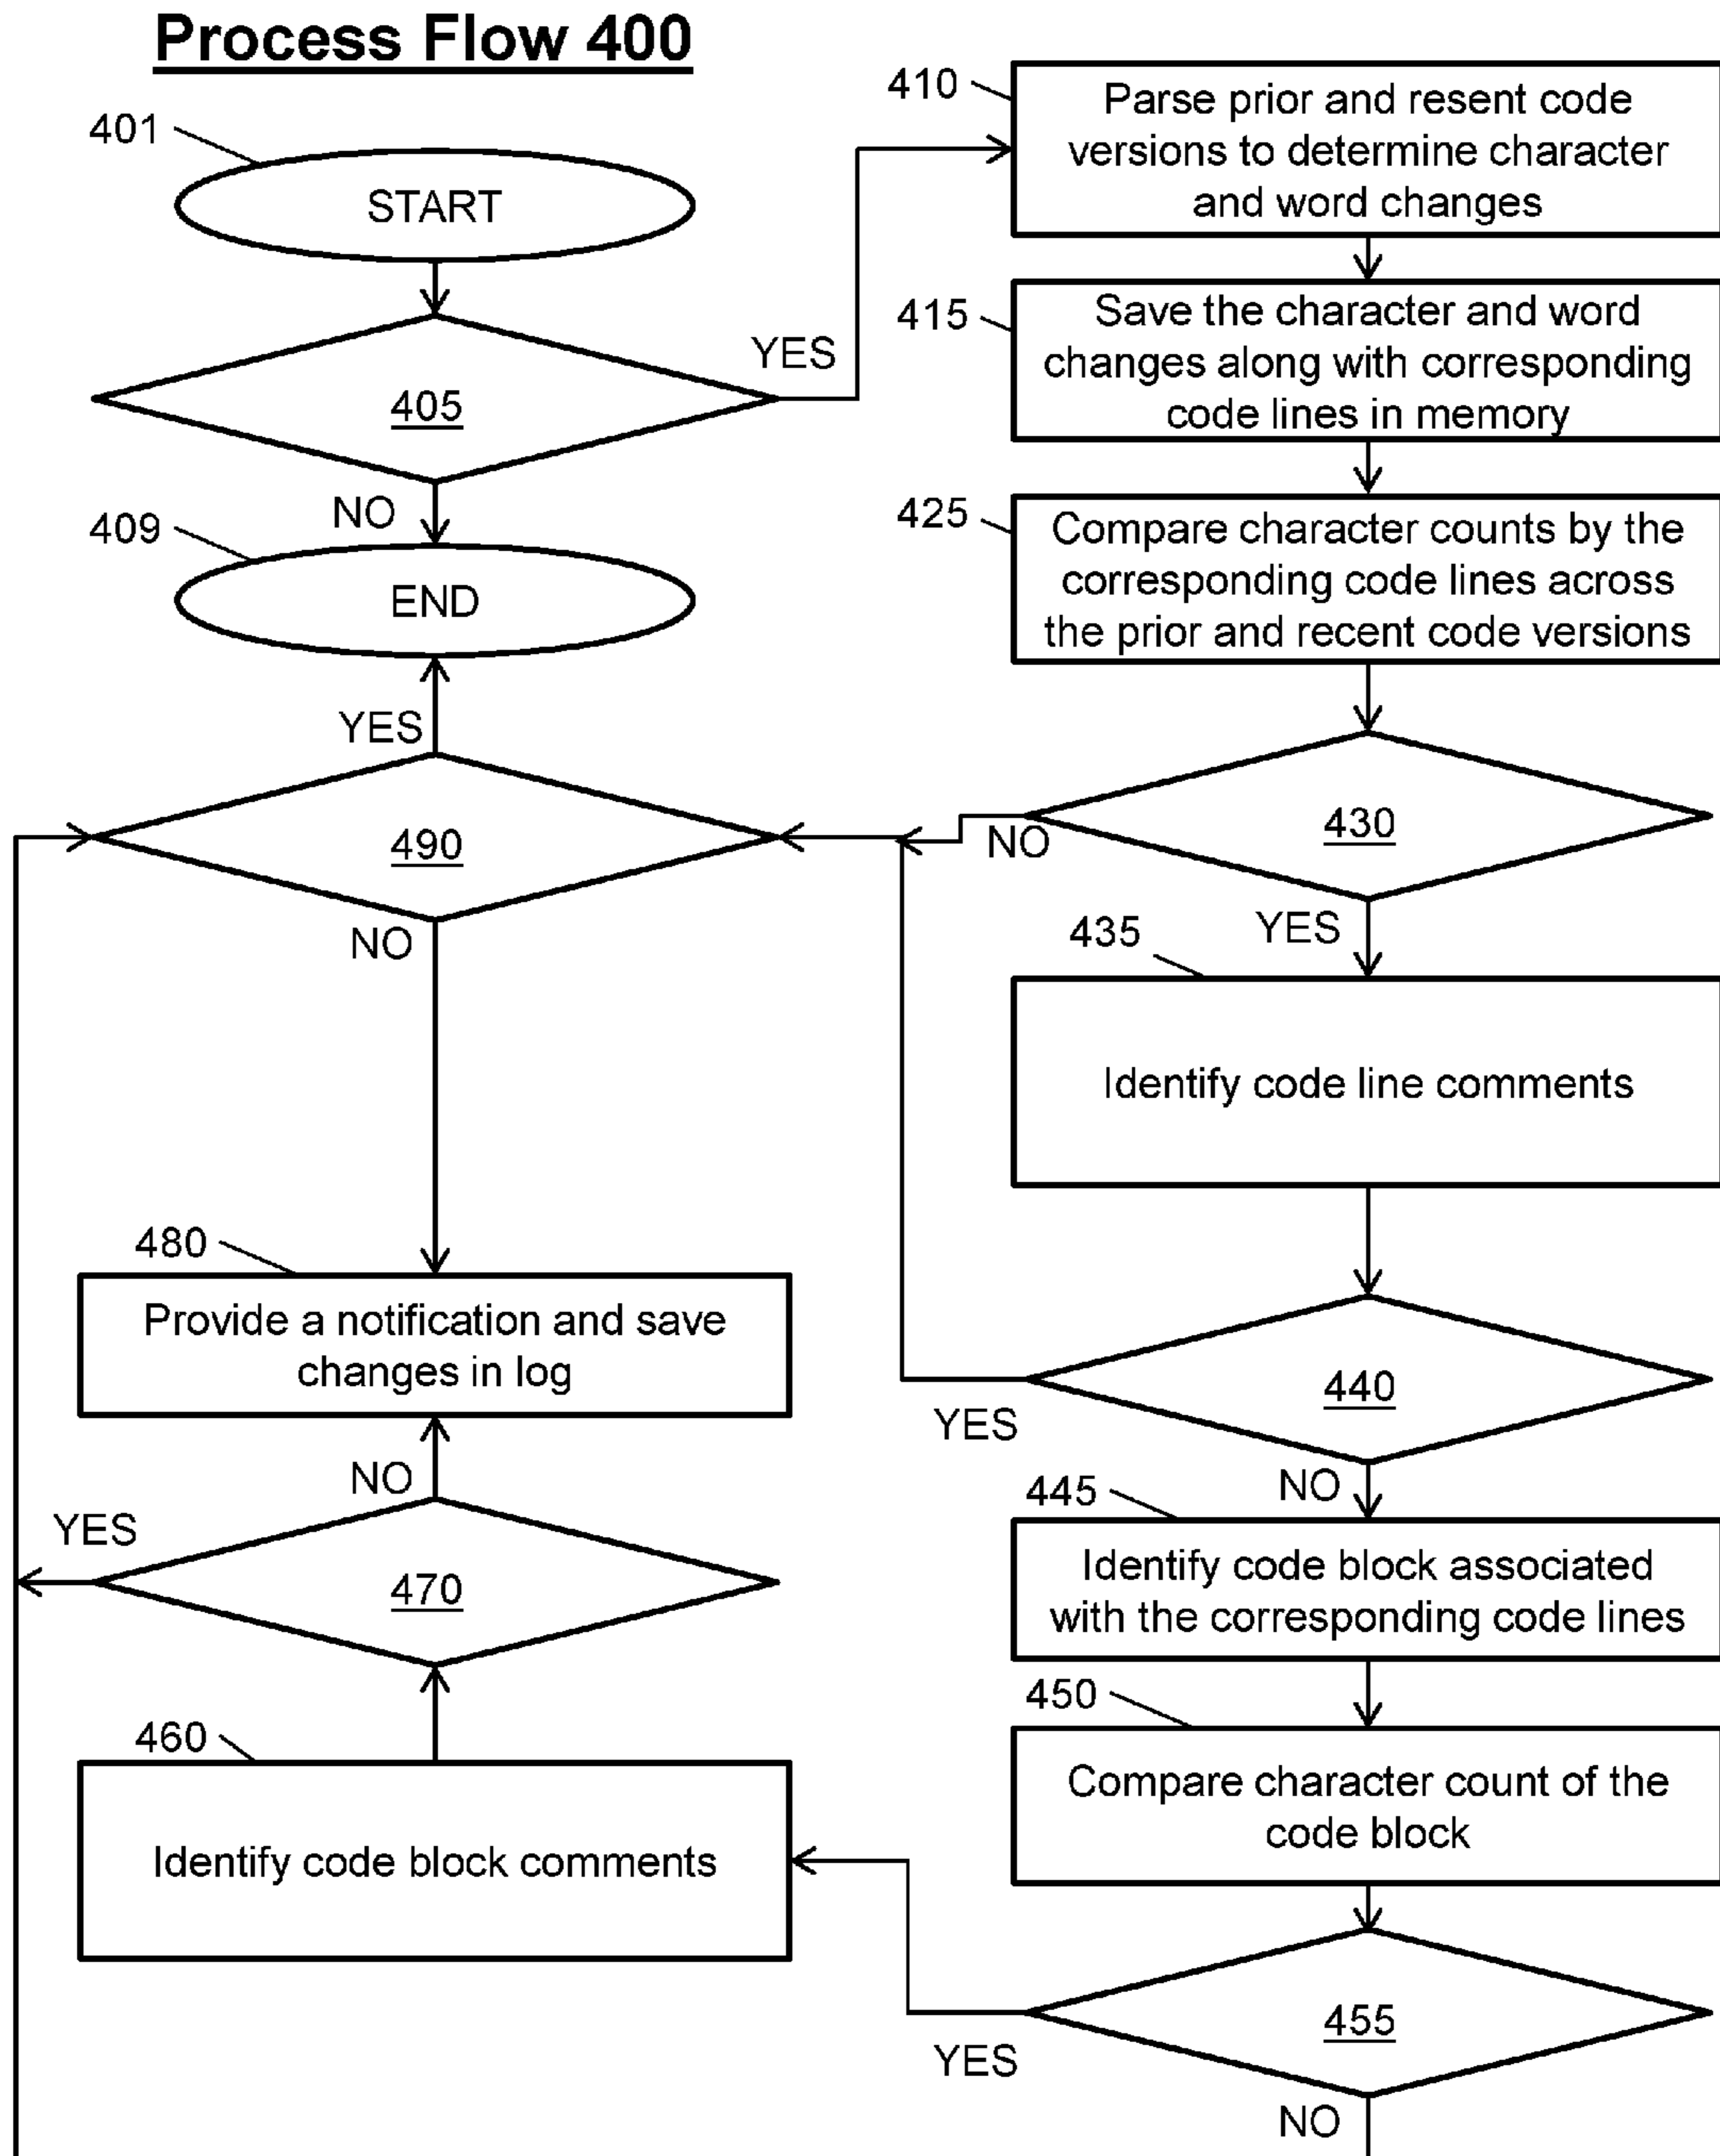 Process Flow 400
401
START
405
YES
NO
409
END
YES
490
NO
480
Provide a notification and save
changes in log
NO
YES
470
460
Identify code block comments
410
Parse prior and resent code
versions to determine character
and word changes
415
Save the character and word
changes along with corresponding
code lines in memory
425
Compare character counts by the
corresponding code lines across
the prior and recent code versions
430
NO
YES
435
Identify code line comments
440
YES
NO
445
Identify code block associated
with the corresponding code lines
450
Compare character count of the
code block
455
YES
NO